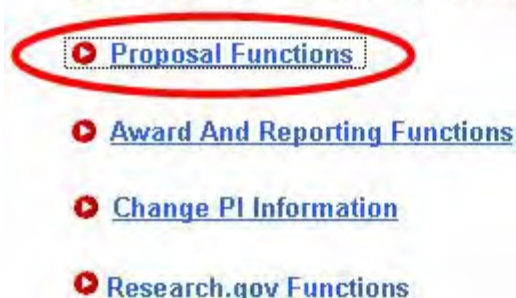 Proposal Functions
Award And Reporting Functions
Change PI Information
Research.gov Functions